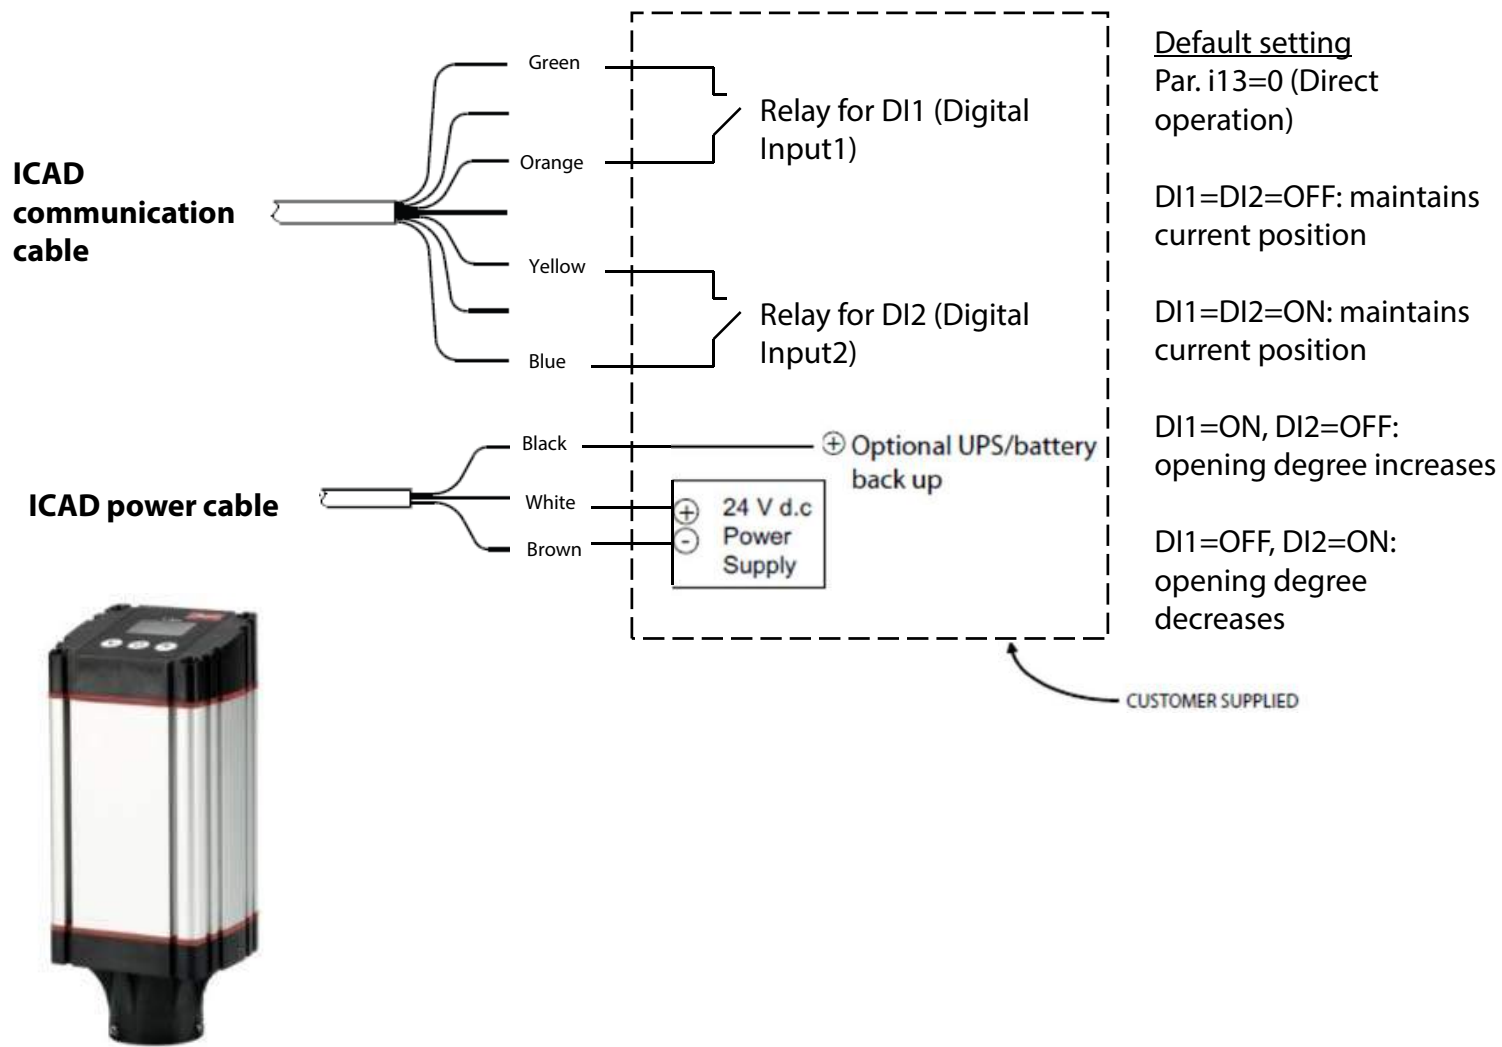 ICAD
communication
cable
Green
Orange
Yellow
Blue
Relay for DI1 (Digital
Input1)
Relay for DI2 (Digital
Input2)
ICAD power cable
Black
White
Brown
Optional UPS/battery
back up
24 V d.c
Power
Supply
CUSTOMER SUPPLIED
Default setting
Par. i13=0 (Direct
operation)
DI1=DI2=OFF: maintains
current position
DI1=DI2=ON: maintains
current position
DI1=ON, DI2=OFF:
opening degree increases
DI1=OFF, DI2=ON:
opening degree
decreases